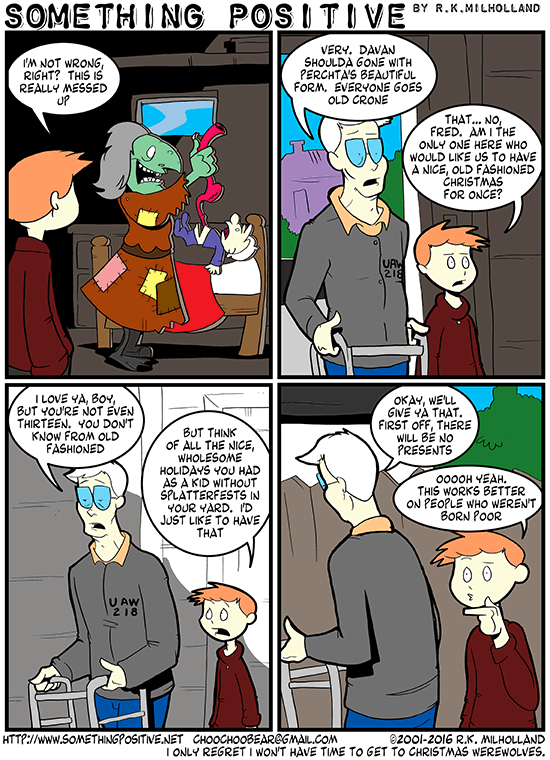 SOMETHING POSITIVE BY R.K.MILHOLLAND
I'M NOT WRONG,
RIGHT? THIS IS
REALLY MESSED
UP
VERY. DAVAN
SHOULDA GONE WITH
PERCHTA'S BEAUTIFUL
FORM. EVERYONE GOES
OLD CRONE
THAT... NO,
FRED. AM I THE
ONLY ONE HERE WHO
WOULD LIKE US TO HAVE
A NICE, OLD FASHIONED
CHRISTMAS
FOR ONCE?
UAW
218
I LOVE YA, BOY,
BUT YOU'RE NOT EVEN
THIRTEEN. YOU DON'T
KNOW FROM OLD
FASHIONED
BUT THINK
OF ALL THE NICE,
WHOLESOME
HOLIDAYS YOU HAD
AS A KID WITHOUT
SPLATTERFESTS IN
YOUR YARD. I'D
JUST LIKE TO HAVE
THAT
UAW
218
OKAY, WE'LL
GIVE YA THAT.
FIRST OFF, THERE
WILL BE NO
PRESENTS
OOOOH YEAH.
THIS WORKS BETTER
ON PEOPLE WHO WEREN'T
BORN POOR
HTTP://WWW.SOMETHINGPOSITIVE.NET CHOOCHOOBEAR@GMAIL.COM ©2001-2016 R.K. MILHOLLAND
I ONLY REGRET I WON'T HAVE TIME TO GET TO CHRISTMAS WEREWOLVES.